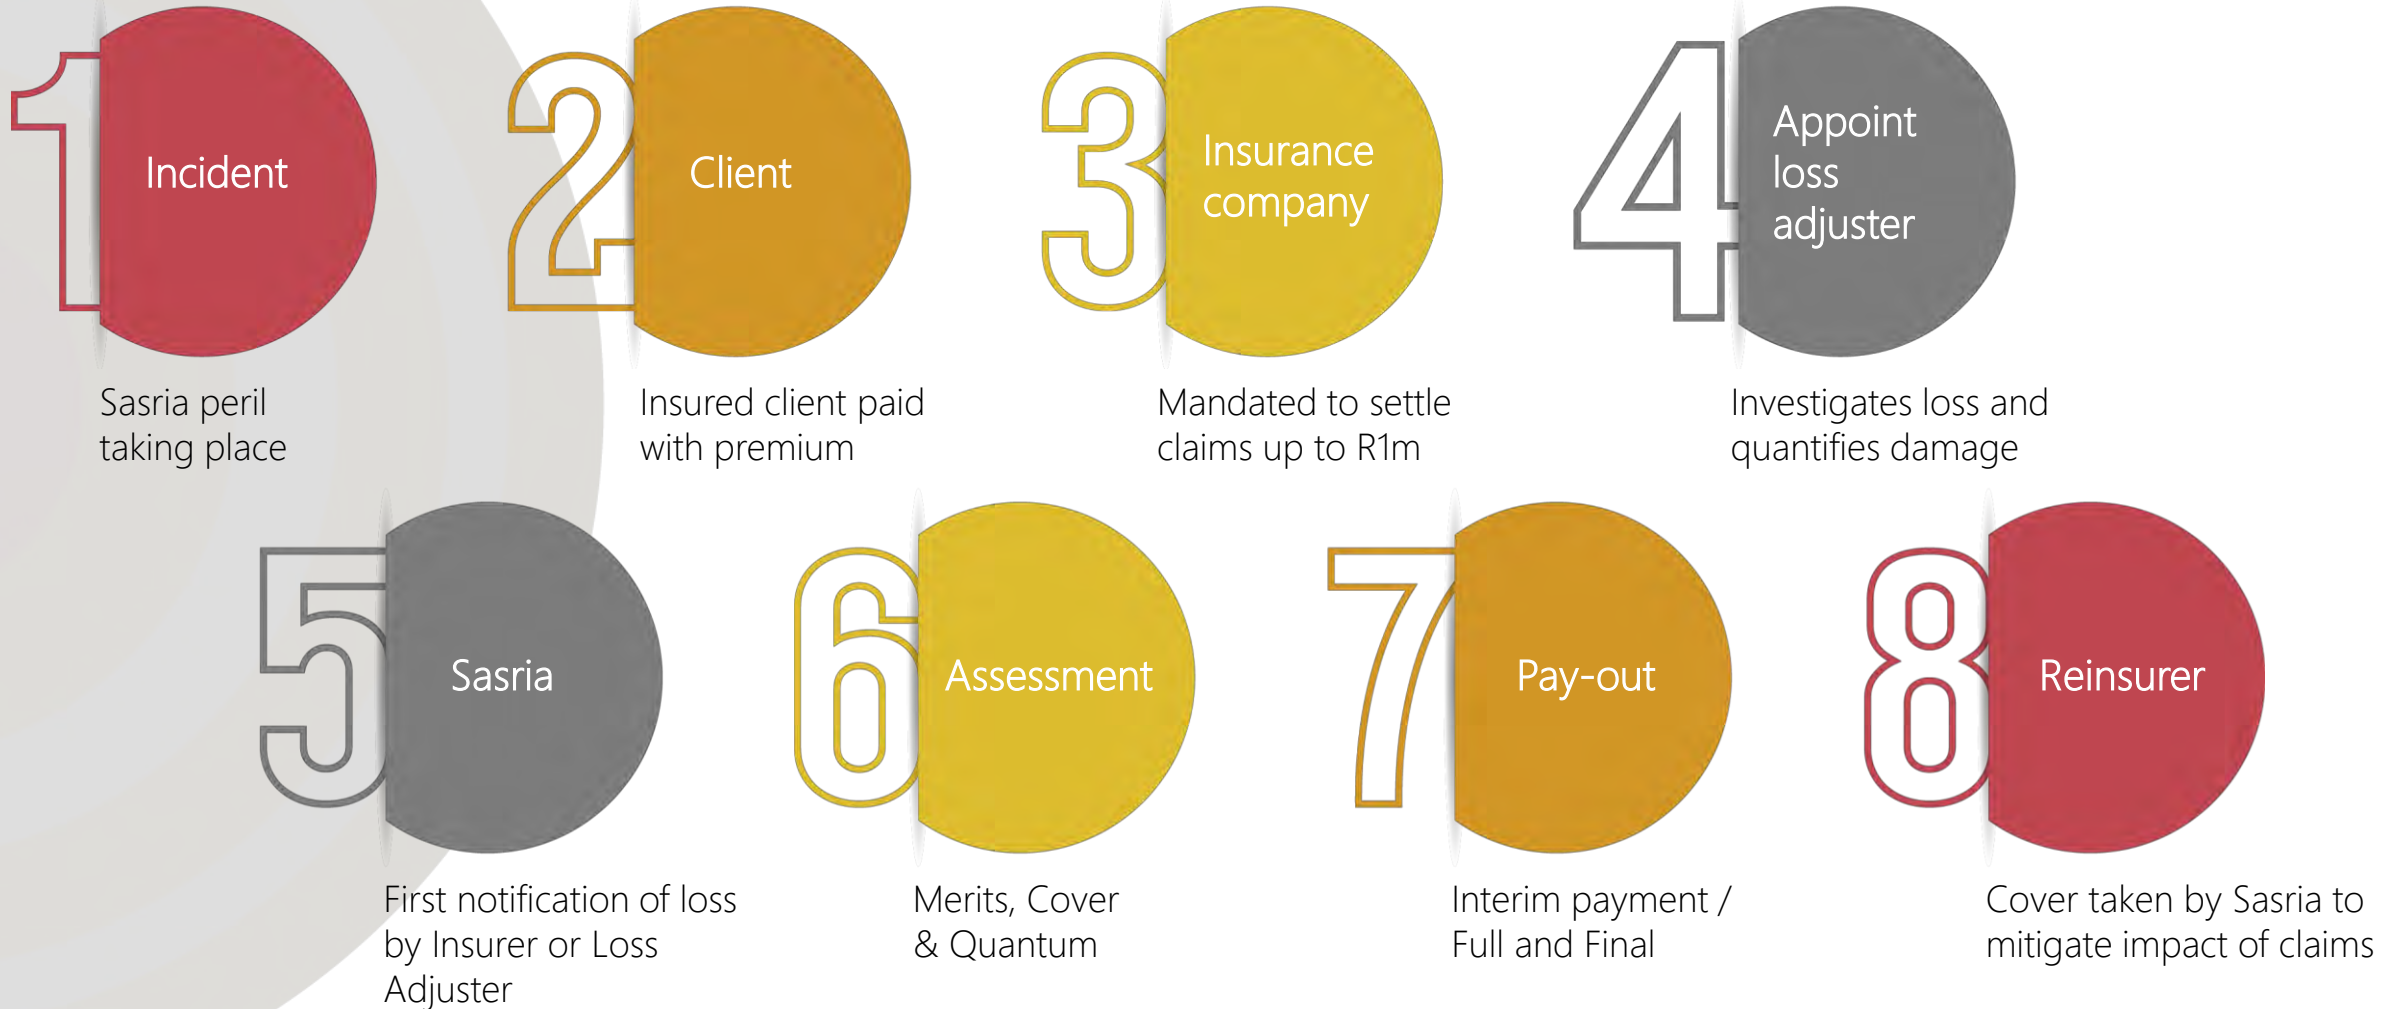 1
Incident
Sasria peril
taking place
2
Client
Insured client paid
with premium
3
Insurance
company
Mandated to settle
claims up to R1m
4
Appoint
loss
adjuster
Investigates loss and
quantifies damage
5
Sasria
First notification of loss
by Insurer or Loss
Adjuster
6
Assessment
Merits, Cover
& Quantum
7
Pay-out
Interim payment /
Full and Final
8
Reinsurer
Cover taken by Sasria to
mitigate impact of claims